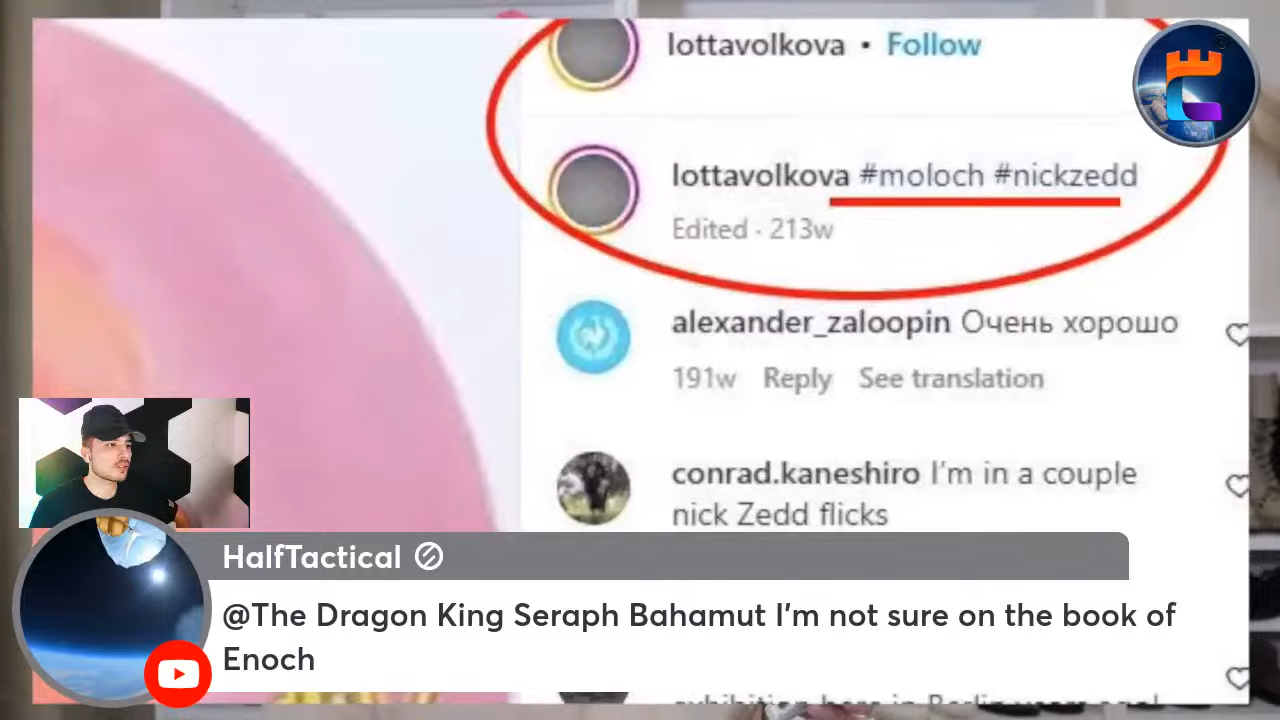 lottavolkova • Follow
lottavolkova #moloch #nickzedd
Edited · 213w
alexander_zaloopin Очень хорошо
191w Reply See translation
conrad.kaneshiro I'm in a couple
nick Zedd flicks
HalfTactical
@The Dragon King Seraph Bahamut I'm not sure on the book of
Enoch